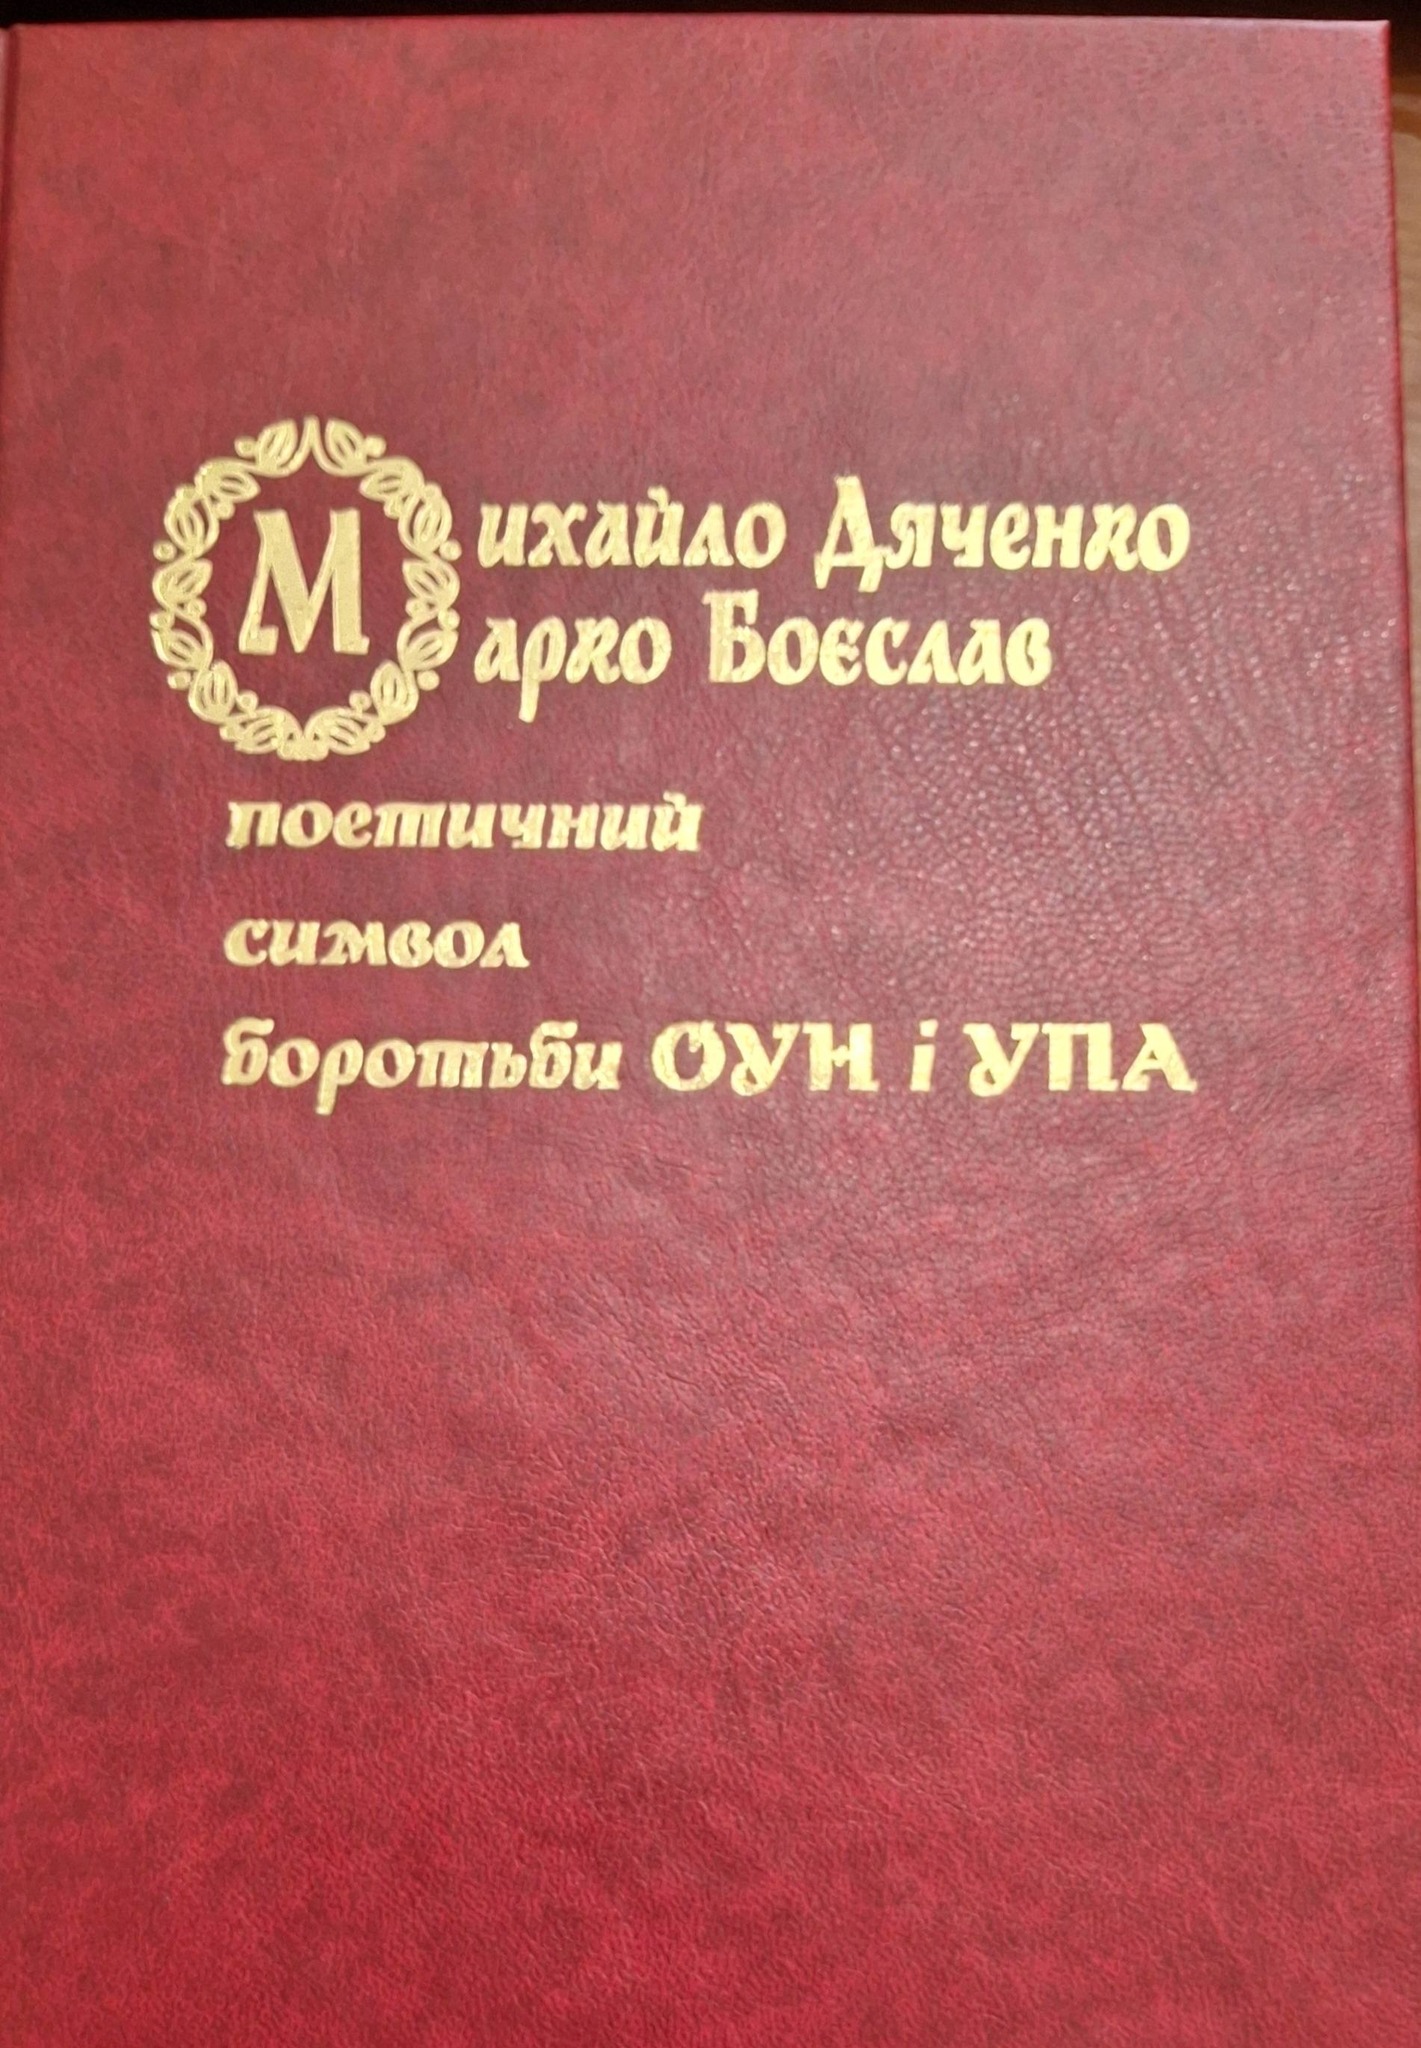 Михайло Дяченко
Марко Боєслав
поетичний
символ
боротьби ОУН і УПА